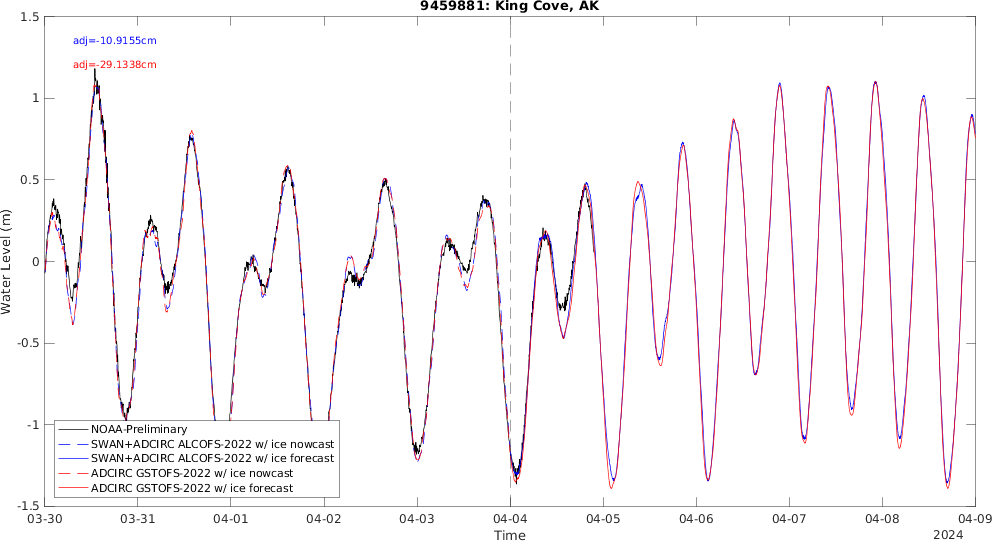 9459881: King Cove, AK
adj=-10.9155cm
adj=-29.1338cm
Water Level (m)
1.5
1
0.5
0
-0.5
-1
-1.5
NOAA-Preliminary
SWAN+ADCIRC ALCOFS-2022 w/ ice nowcast
SWAN+ADCIRC ALCOFS-2022 w/ ice forecast
ADCIRC GSTOFS-2022 w/ ice nowcast
ADCIRC GSTOFS-2022 w/ ice forecast
03-30 03-31 04-01 04-02 04-03 04-04 04-05 04-06 04-07 04-08 04-09
Time
2024